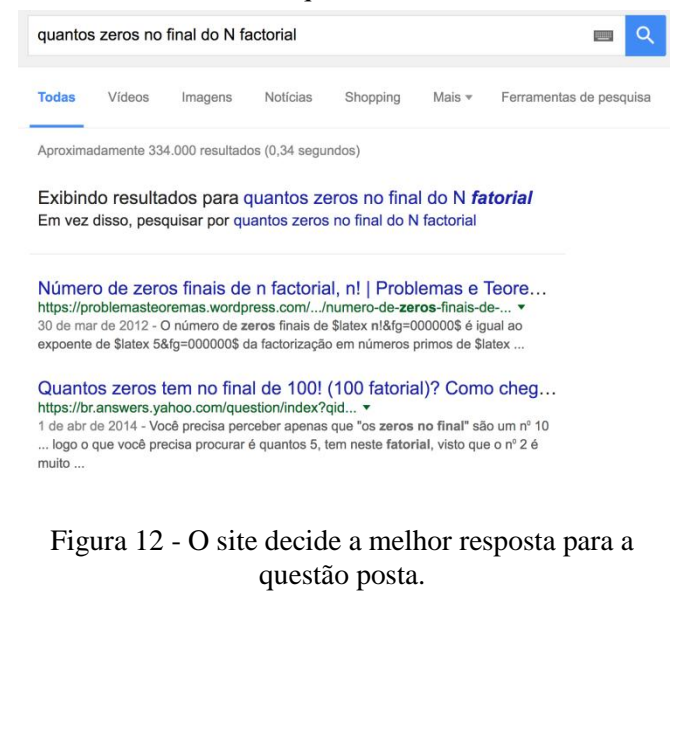 quantos zeros no final do N factorial
Todas Vídeos Imagens Notícias Shopping Mais Ferramentas de pesquisa
Aproximadamente 334.000 resultados (0,34 segundos)
Exibindo resultados para quantos zeros no final do N fatorial
Em vez disso, pesquisar por quantos zeros no final do N factorial
Número de zeros finais de n factorial, n! | Problemas e Teore...
https://problemasteoremas.wordpress.com/.../numero-de-zeros-finais-de-...
30 de mar de 2012 - O número de zeros finais de $latex n!&fg=000000$ é igual ao
expoente de $latex 5&fg=000000$ da factorização em números primos de $latex ...
Quantos zeros tem no final de 100! (100 fatorial)? Como cheg...
https://br.answers.yahoo.com/question/index?qid...
1 de abr de 2014 - Você precisa perceber apenas que "os zeros no final" são um nº 10
... logo o que você precisa procurar é quantos 5, tem neste fatorial, visto que o nº 2 é
muito ...
Figura 12 - O site decide a melhor resposta para a
questão posta.